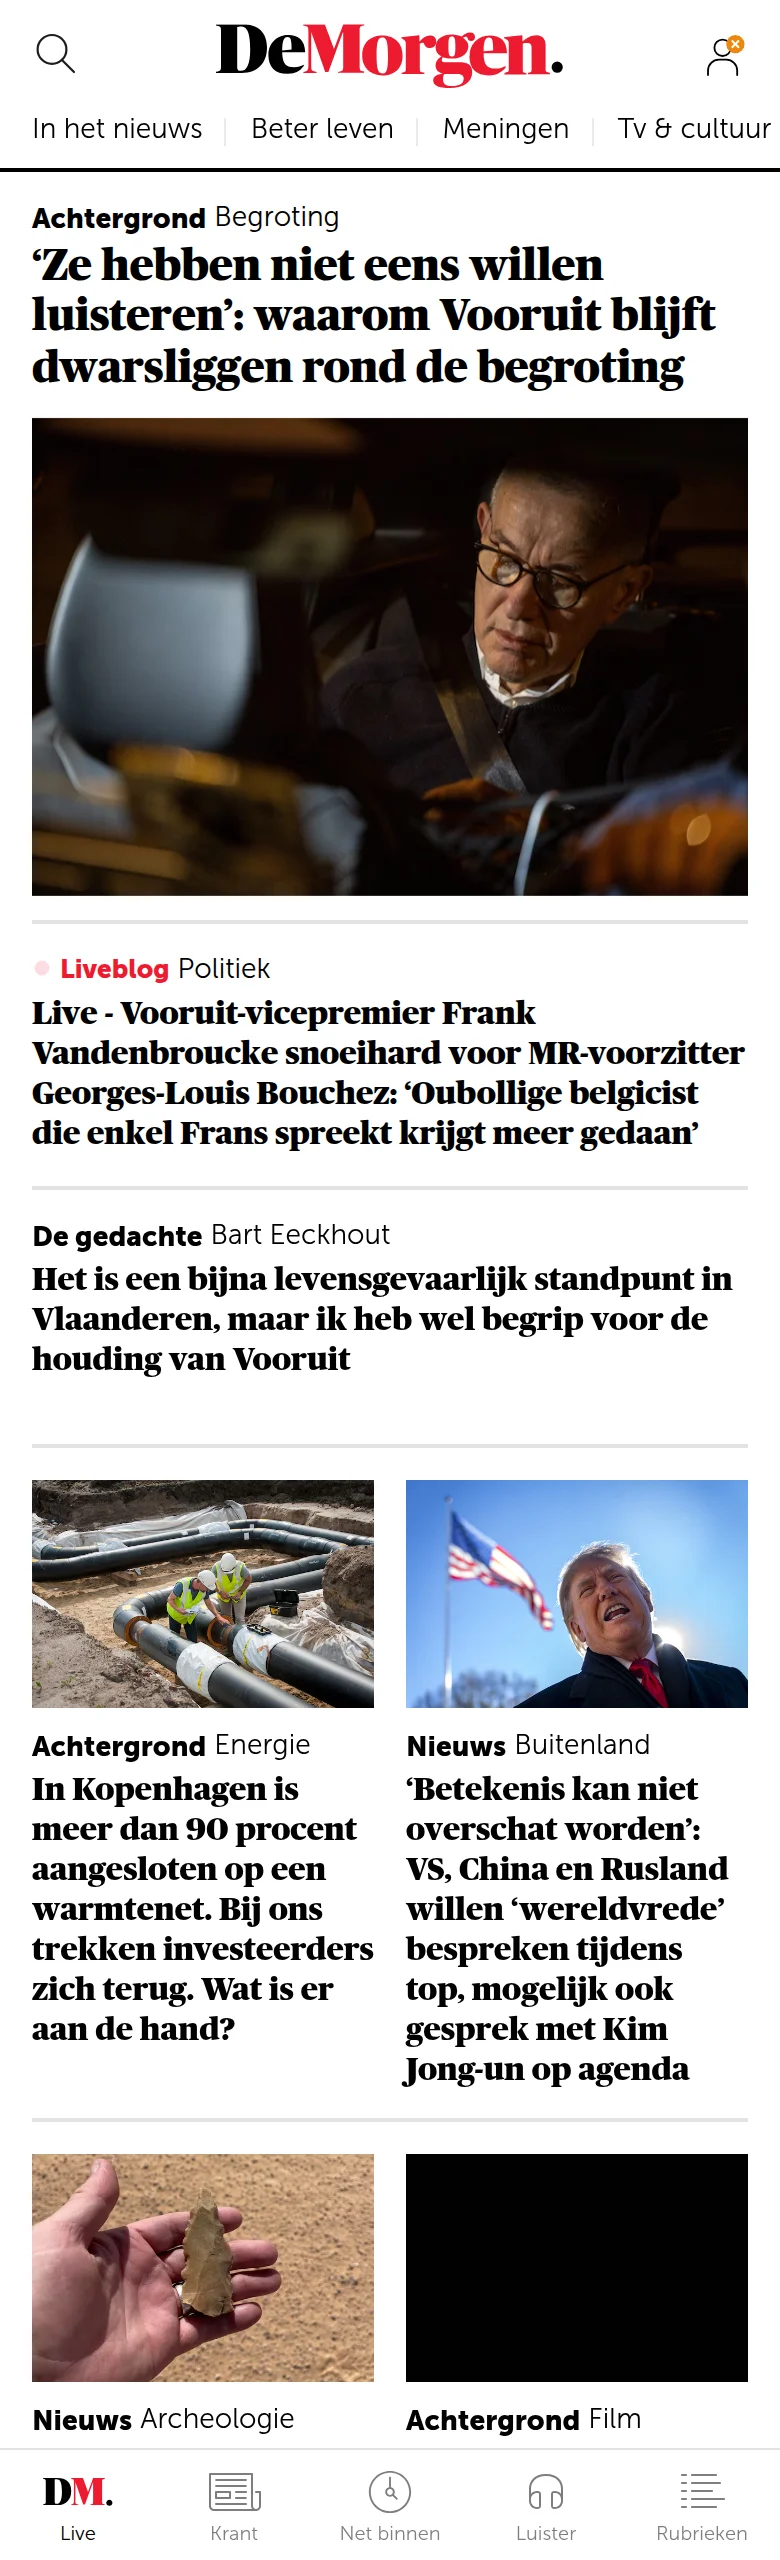 DeMorgen.
In het nieuws
Beter leven
Meningen
Tv & cultuur
Achtergrond Begroting
‘Ze hebben niet eens willen
luisteren’: waarom Vooruit blijft
dwarsliggen rond de begroting
Liveblog Politiek
Live - Vooruit-vicepremier Frank
Vandenbroucke snoeihard voor MR-voorzitter
Georges-Louis Bouchez: ‘Oubollige belgicist
die enkel Frans spreekt krijgt meer gedaan’
De gedachte Bart Eeckhout
Het is een bijna levensgevaarlijk standpunt in
Vlaanderen, maar ik heb wel begrip voor de
houding van Vooruit
Achtergrond Energie
In Kopenhagen is
meer dan 90 procent
aangesloten op een
warmtenet. Bij ons
trekken investeerders
zich terug. Wat is er
aan de hand?
Nieuws Buitenland
‘Betekenis kan niet
overschat worden’:
VS, China en Rusland
willen ‘wereldvrede’
bespreken tijdens
top, mogelijk ook
gesprek met Kim
Jong-un op agenda
Nieuws Archeologie
Achtergrond Film
DM.
Live
Krant
Net binnen
Luister
Rubrieken